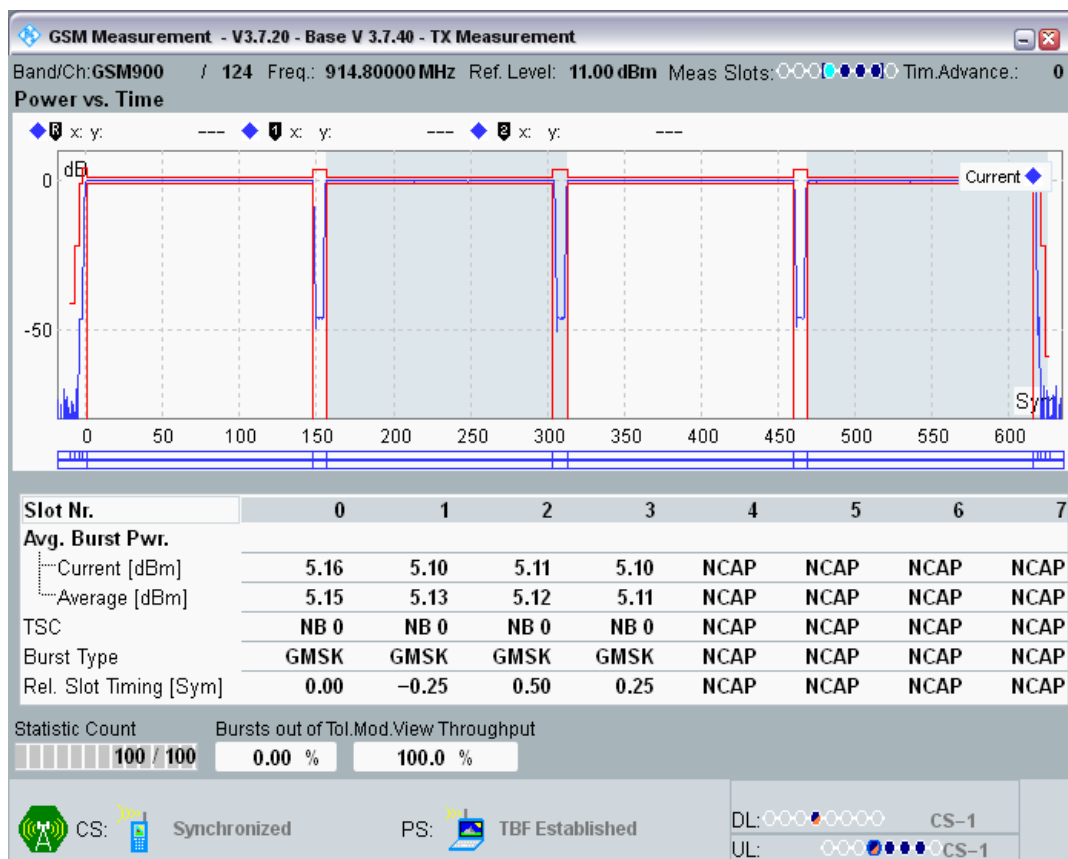 GSM Measurement - V3.7.20 - Base V 3.7.40 - TX Measurement
Band/Ch:GSM900 / 124 Freq.: 914.80000 MHz Ref. Level: 11.00 dBm Meas Slots: Tim.Advance.: 0
Power vs. Time
R x: y: --- 1 x: y: --- 2 x: y: ---
dB
Current
0
-50
Sym
0 50 100 150 200 250 300 350 400 450 500 550 600
Slot Nr. 0 1 2 3 4 5 6 7
Avg. Burst Pwr.
Current [dBm] 5.16 5.10 5.11 5.10 NCAP NCAP NCAP NCAP
Average [dBm] 5.15 5.13 5.12 5.11 NCAP NCAP NCAP NCAP
TSC NB 0 NB 0 NB 0 NB 0 NCAP NCAP NCAP NCAP
Burst Type GMSK GMSK GMSK GMSK NCAP NCAP NCAP NCAP
Rel. Slot Timing [Sym] 0.00 −0.25 0.50 0.25 NCAP NCAP NCAP NCAP
Statistic Count Bursts out of Tol.Mod.View Throughput
100 / 100 0.00 % 100.0 %
CS: Synchronized PS: TBF Established
DL: CS−1
UL: CS−1